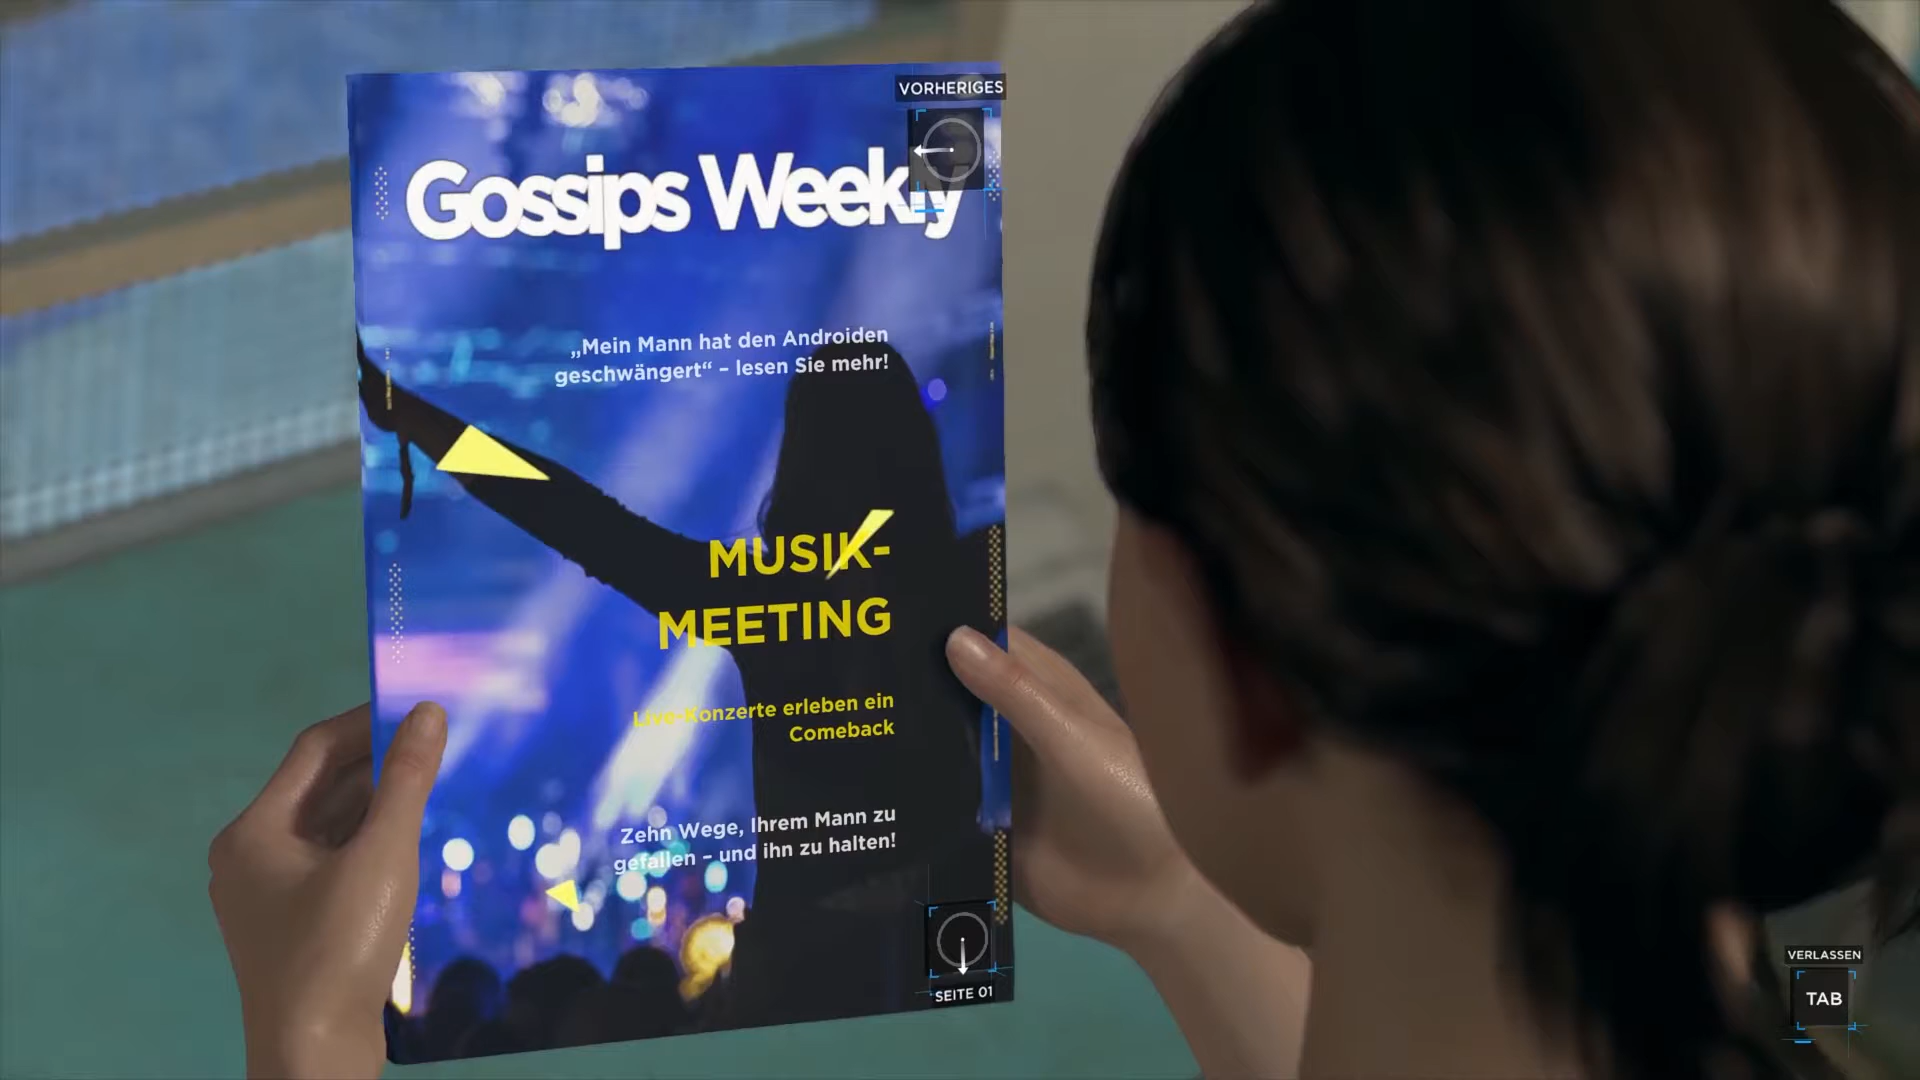 VORHERIGES
Gossips Weekly
„Mein Mann hat den Androiden
geschwängert“ – lesen Sie mehr!
MUSIK-
MEETING
Live-Konzerte erleben ein
Comeback
Zehn Wege, Ihrem Mann zu
gefallen – und ihn zu halten!
SEITE 01
VERLASSEN
TAB